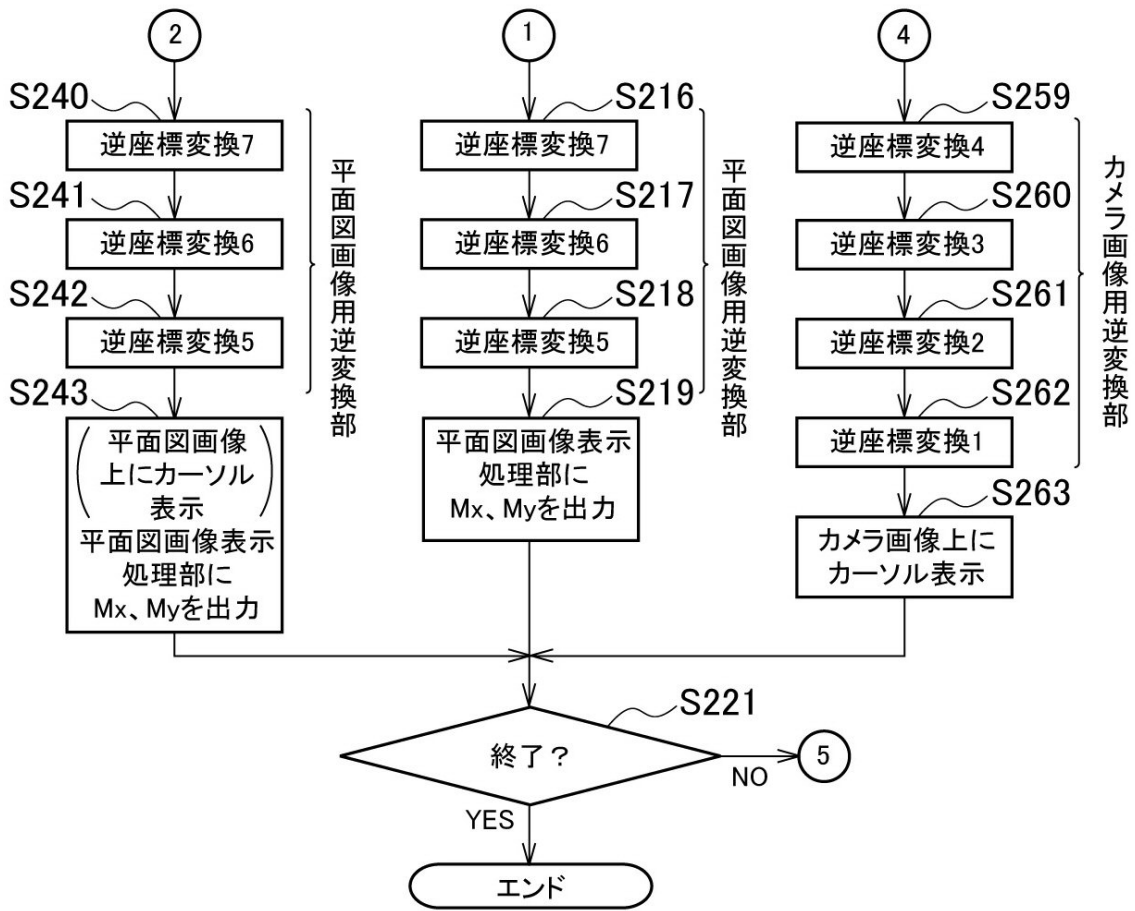 2
S240
逆座標変換7
S241
逆座標変換6
S242
逆座標変換5
S243
平面図画像
上にカーソル
表示
平面図画像表示
処理部に
Mx、Myを出力
平面図画像用逆変換部
1
S216
逆座標変換7
S217
逆座標変換6
S218
逆座標変換5
S219
平面図画像表示
処理部に
Mx、Myを出力
平面図画像用逆変換部
4
S259
逆座標変換4
S260
逆座標変換3
S261
逆座標変換2
S262
逆座標変換1
S263
カメラ画像上に
カーソル表示
カメラ画像用逆変換部
S221
終了？
NO
5
YES
エンド